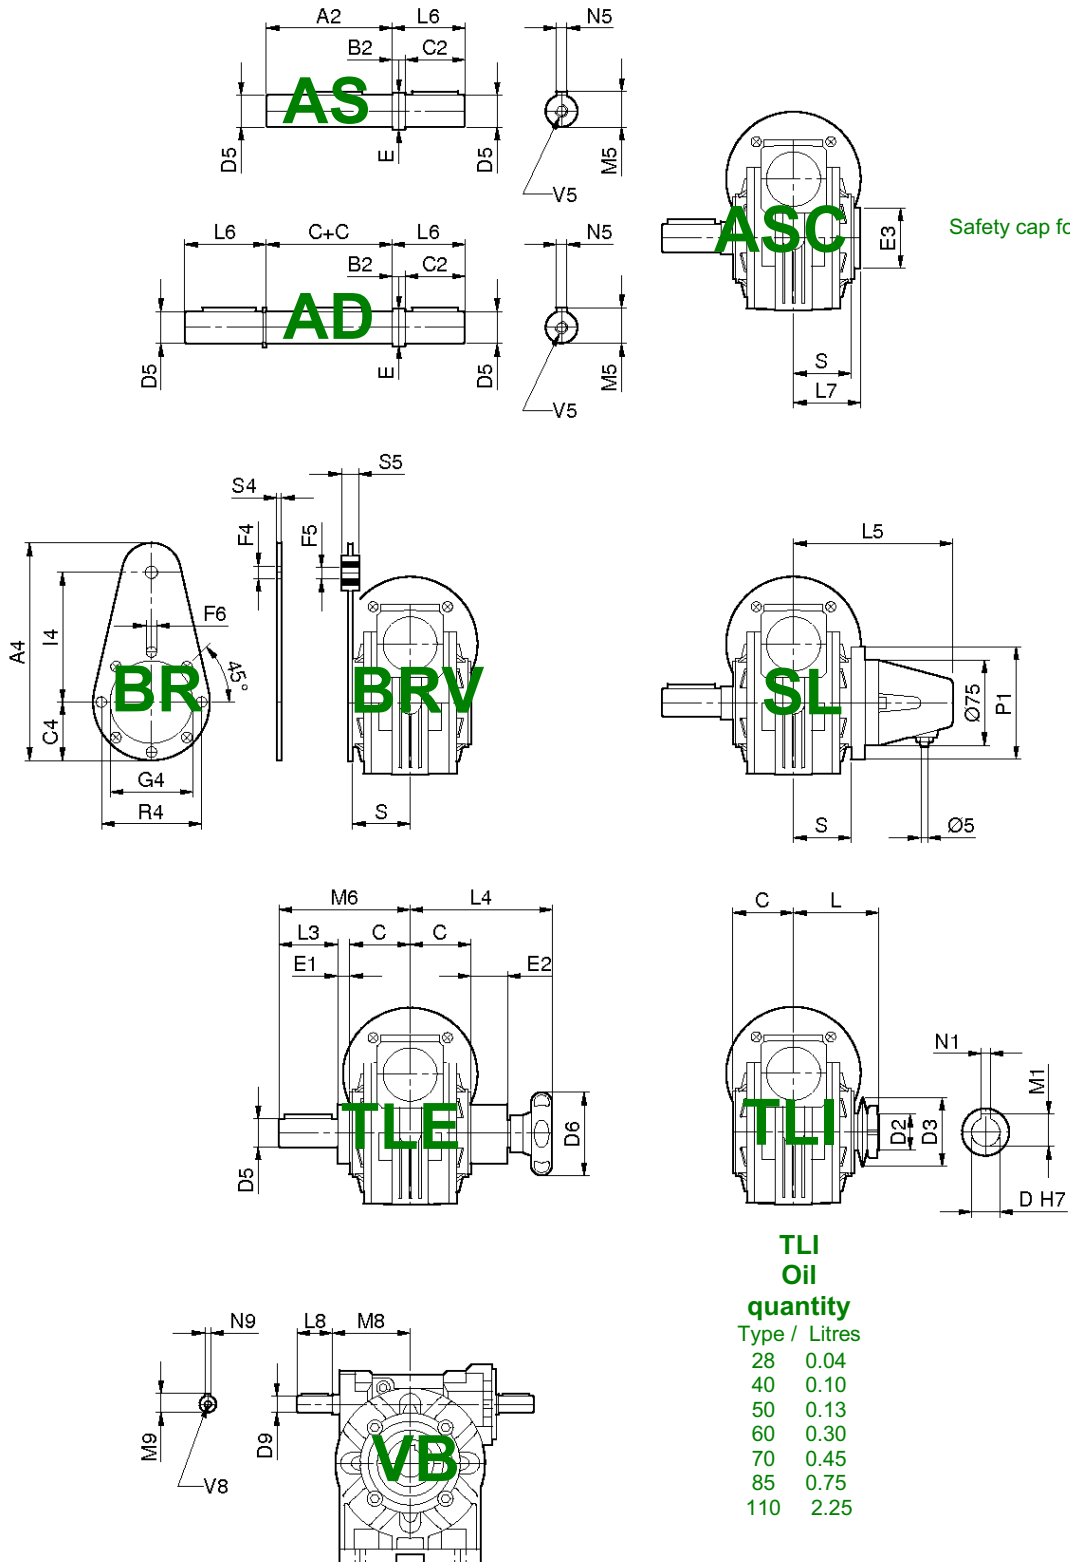 A2 L6 N5
B2 C2
AS
D5 E D5 M5
V5
L6 C+C L6 N5
B2 C2
AD
D5 E D5 M5
V5
ASC
E3
S
L7
Safety cap fo
S4 S5
F4 F5
A4 I4 F6
45°
BR
C4
G4
R4
BRV
S
L5
SL
Ø75 P1
S Ø5
M6 L4
L3 C C
E1 E2
TLE
D5 D6
C L
N1
M1
TLI
D2 D3
D H7
TLI
Oil
quantity
Type / Litres
28 0.04
40 0.10
50 0.13
60 0.30
70 0.45
85 0.75
110 2.25
N9 L8 M8
M9 D9
V8
VB